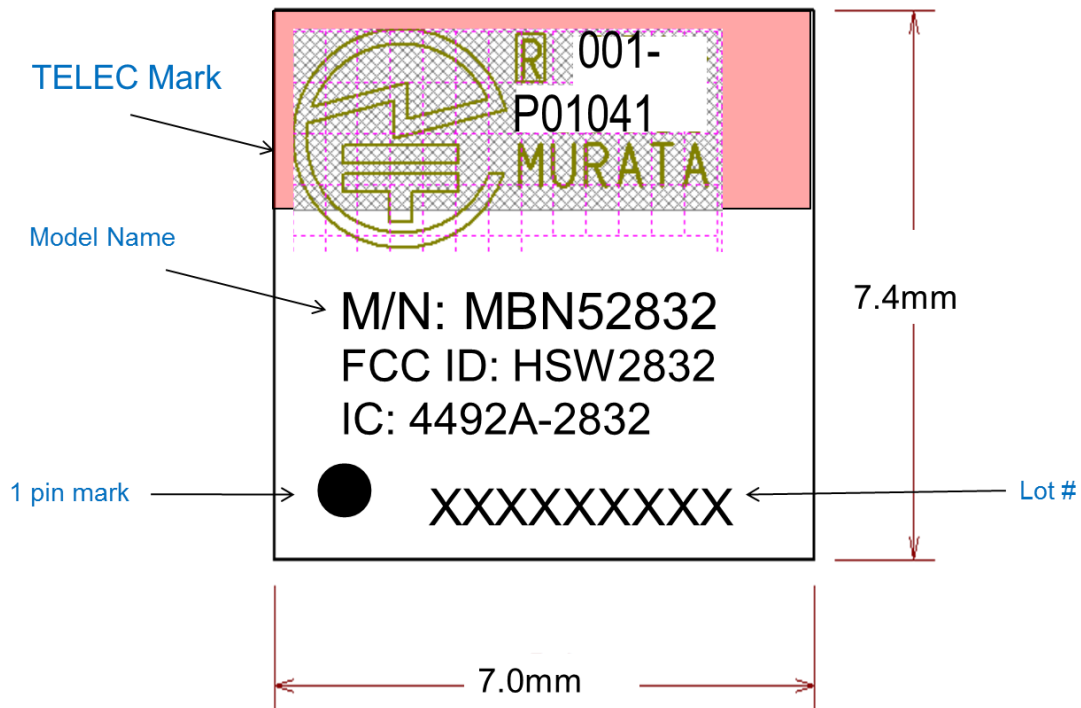 TELEC Mark
R 001-
P01041
MURATA
Model Name
M/N: MBN52832
7.4mm
FCC ID: HSW2832
IC: 4492A-2832
1 pin mark
XXXXXXXXX
Lot #
7.0mm